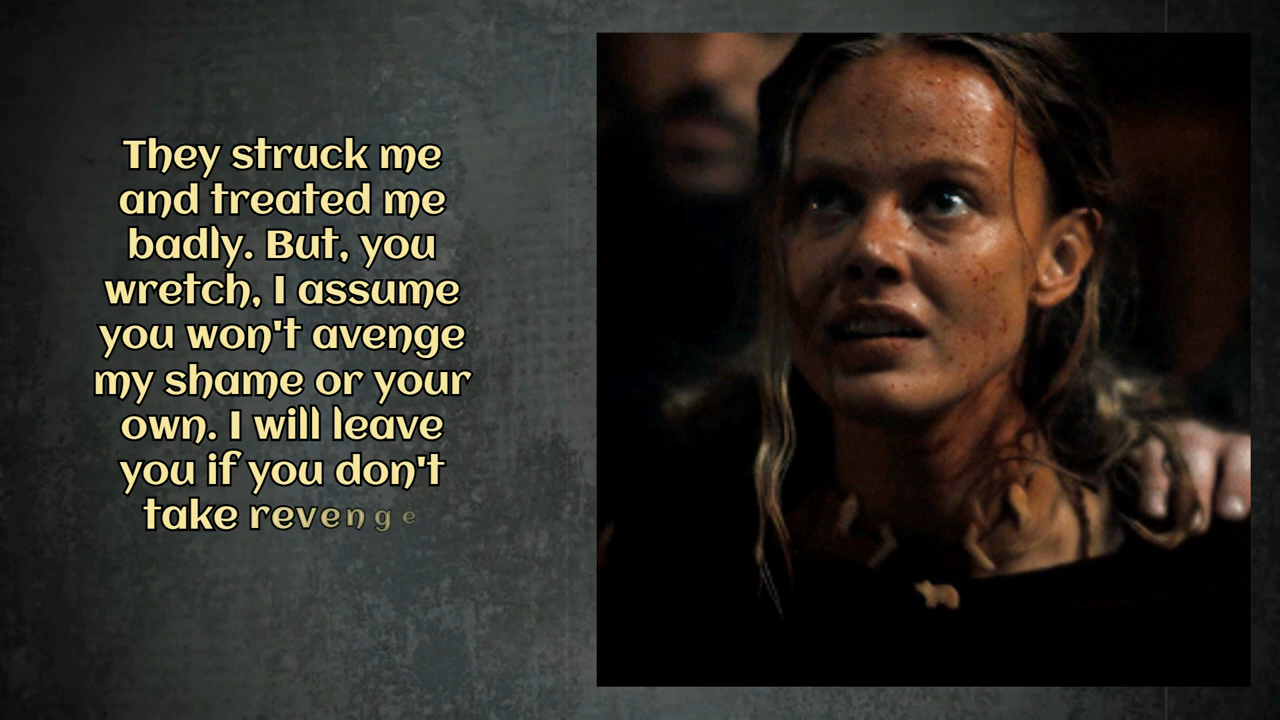 They struck me
and treated me
badly. But, you
wretch, I assume
you won't avenge
my shame or your
own. I will leave
you if you don't
take revenge